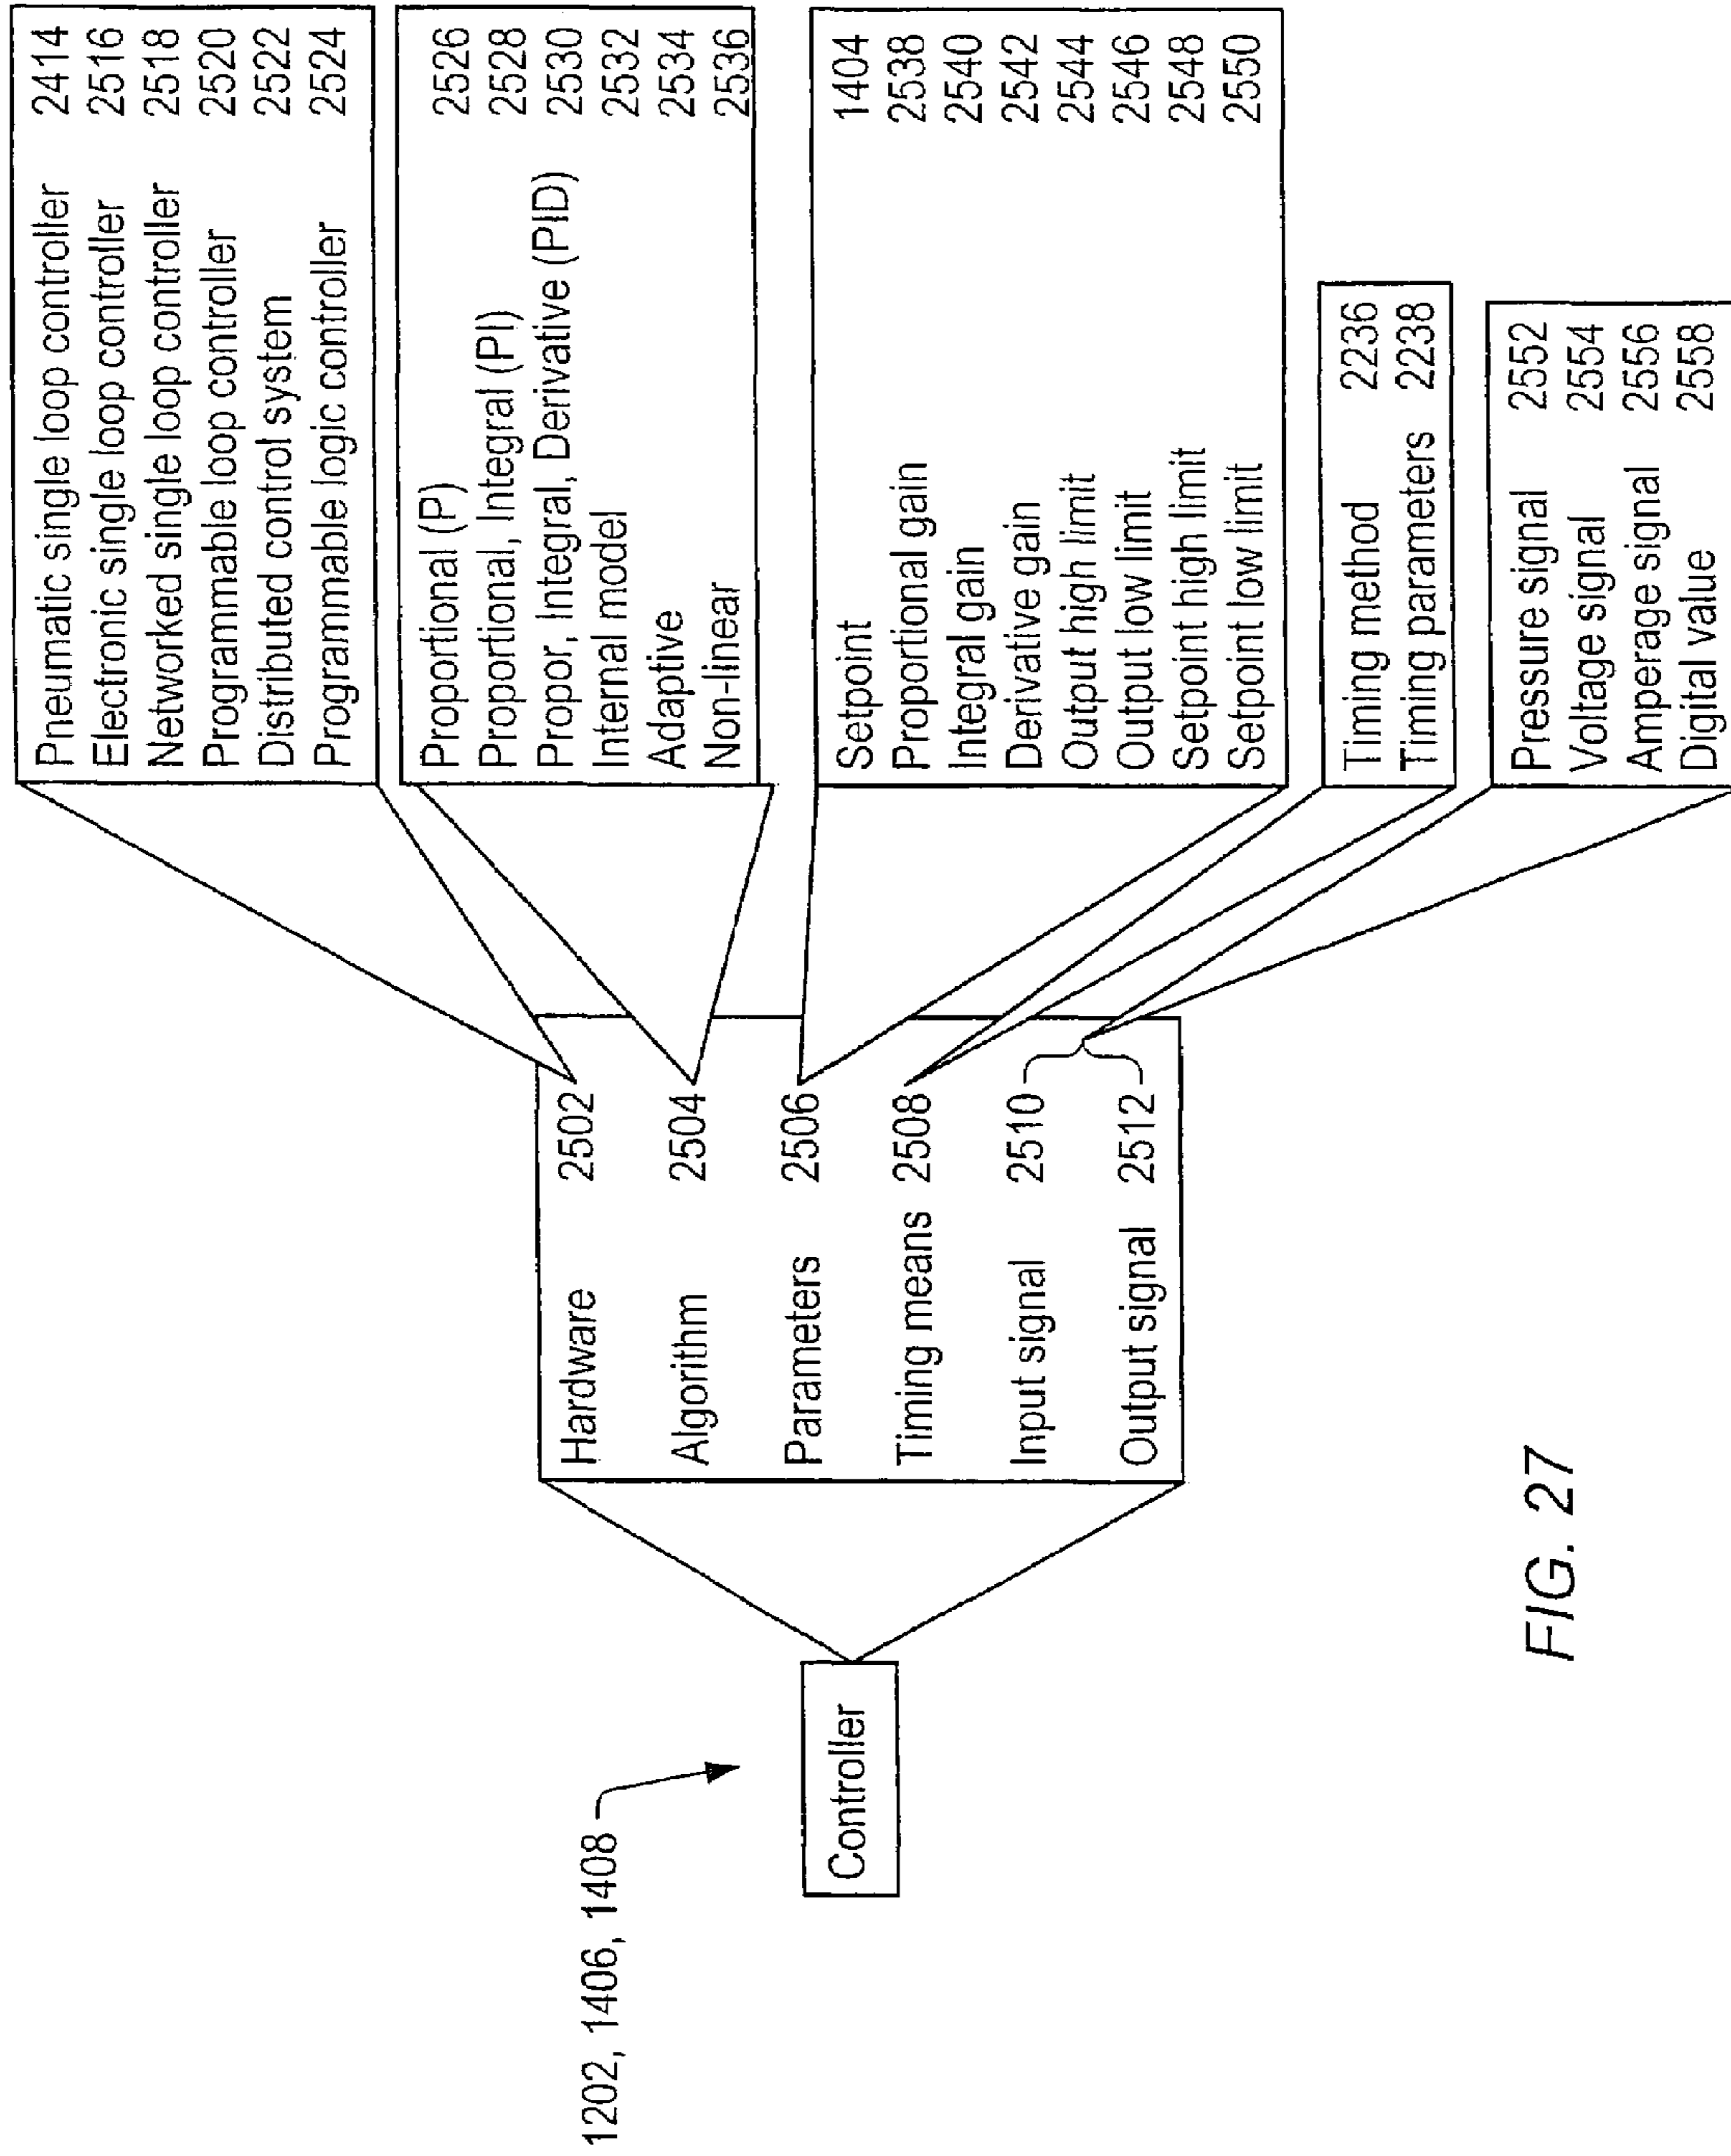 1202, 1406, 1408
Controller
Hardware 2502
Algorithm 2504
Parameters 2506
Timing means 2508
Input signal 2510
Output signal 2512
Pneumatic single loop controller 2414
Electronic single loop controller 2516
Networked single loop controller 2518
Programmable loop controller 2520
Distributed control system 2522
Programmable logic controller 2524
Proportional (P) 2526
Proportional, Integral (PI) 2528
Propor, Integral, Derivative (PID) 2530
Internal model 2532
Adaptive 2534
Non-linear 2536
Setpoint 1404
Proportional gain 2538
Integral gain 2540
Derivative gain 2542
Output high limit 2544
Output low limit 2546
Setpoint high limit 2548
Setpoint low limit 2550
Timing method 2236
Timing parameters 2238
Pressure signal 2552
Voltage signal 2554
Amperage signal 2556
Digital value 2558
FIG. 27